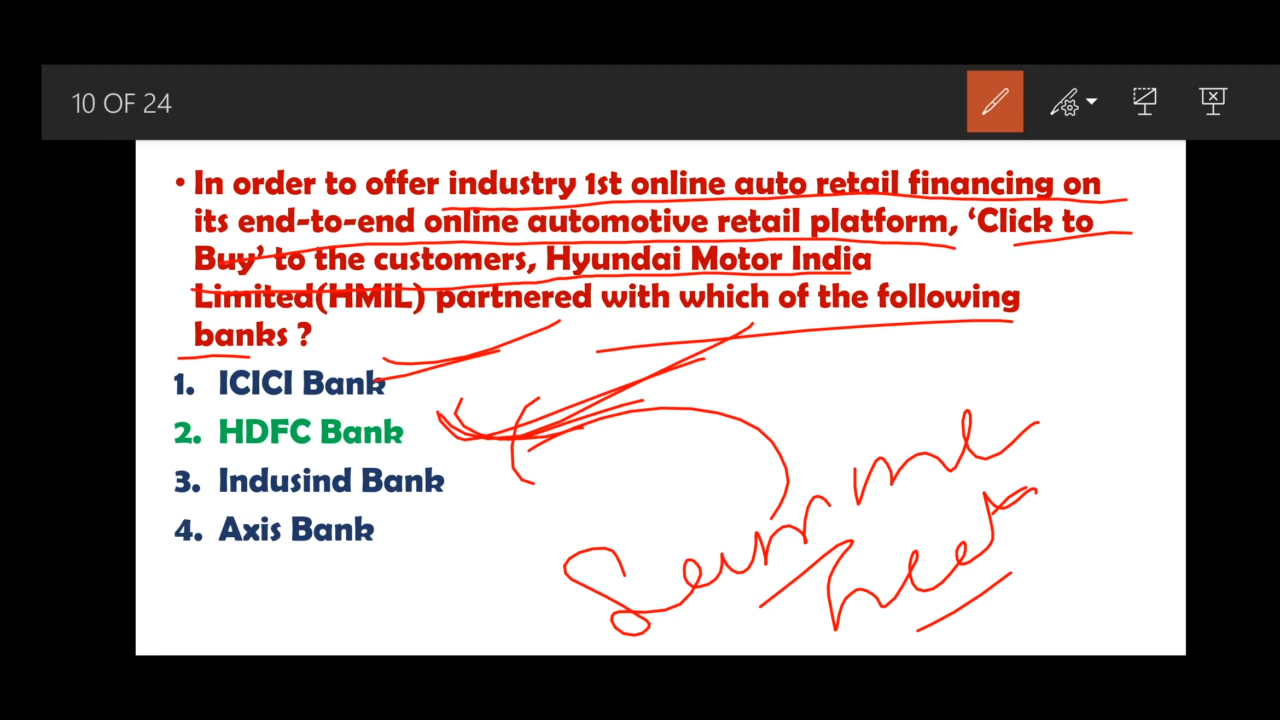 10 OF 24
• In order to offer industry 1st online auto retail financing on
its end-to-end online automotive retail platform, ‘Click to
Buy’ to the customers, Hyundai Motor India
Limited(HMIL) partnered with which of the following
banks ?
1. ICICI Bank
2. HDFC Bank
3. Indusind Bank
4. Axis Bank